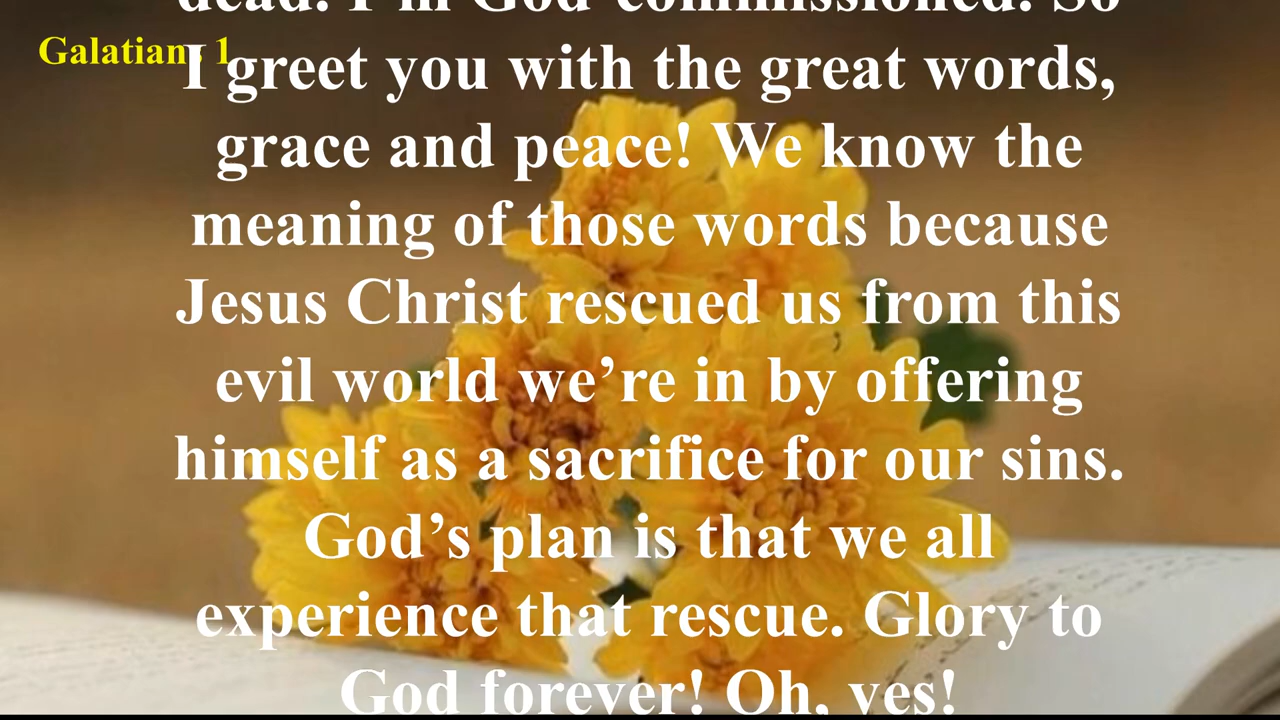 dead. I'm God-commissioned. So
Galatians 1
I greet you with the great words,
grace and peace! We know the
meaning of those words because
Jesus Christ rescued us from this
evil world we’re in by offering
himself as a sacrifice for our sins.
God’s plan is that we all
experience that rescue. Glory to
God forever! Oh, yes!